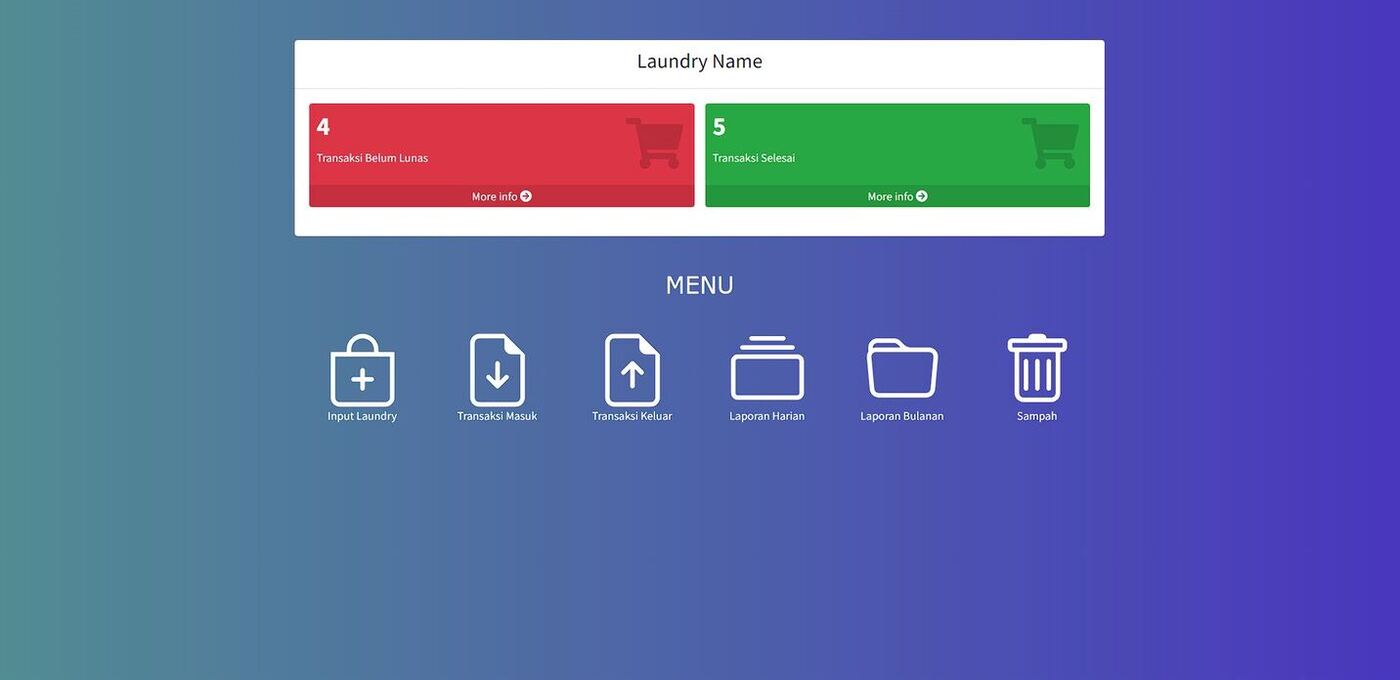 Laundry Name
4
Transaksi Belum Lunas
More info
5
Transaksi Selesai
More info
MENU
Input Laundry
Transaksi Masuk
Transaksi Keluar
Laporan Harian
Laporan Bulanan
Sampah